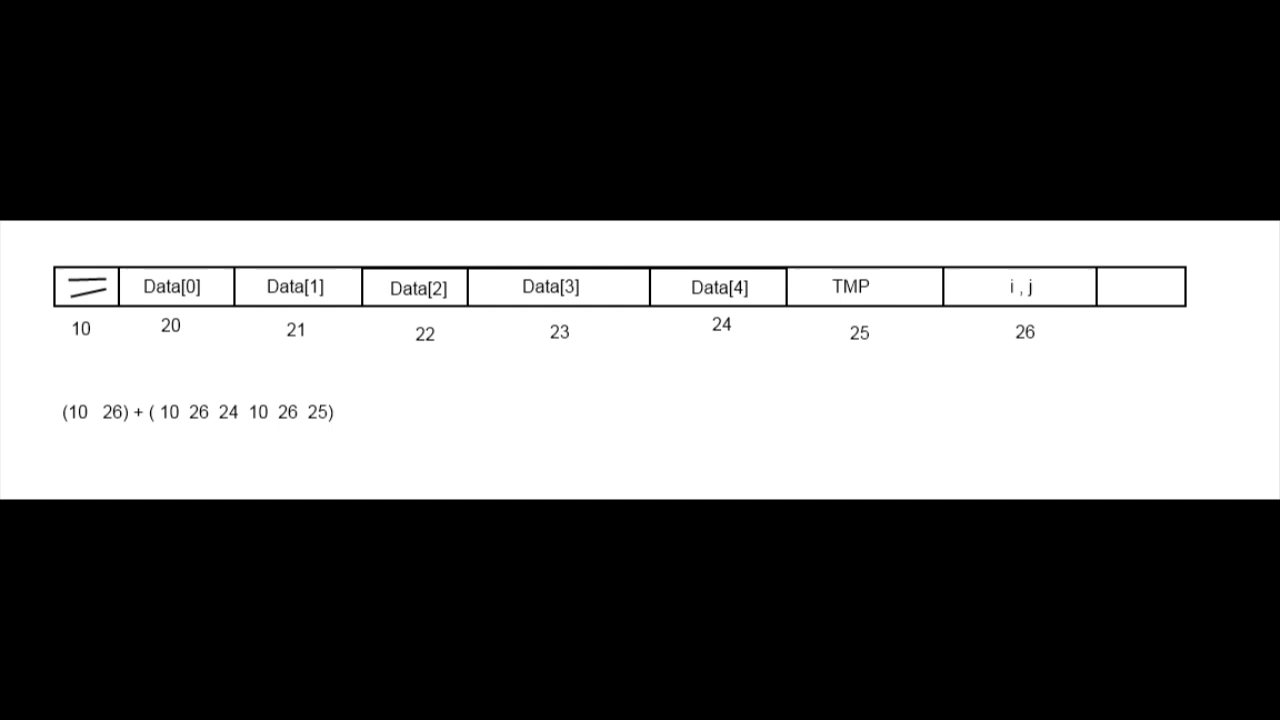 Data[0] Data[1] Data[2] Data[3] Data[4] TMP i , j
10 20 21 22 23 24 25 26
(10 26) + ( 10 26 24 10 26 25)